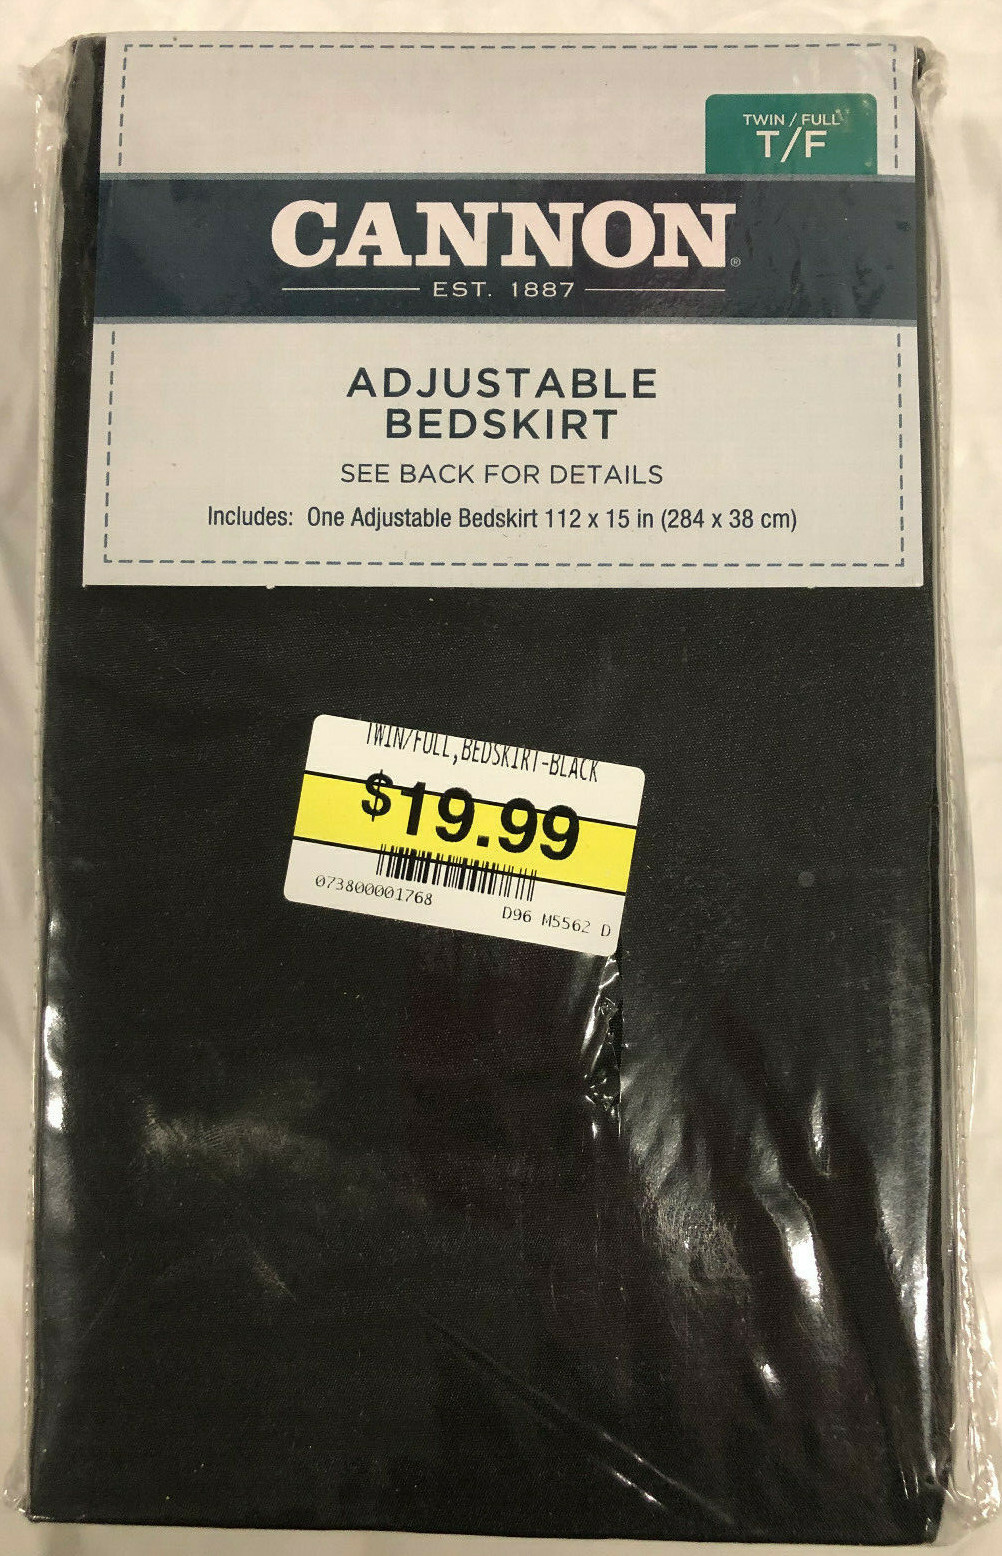 TWIN / FULL
T/F
CANNON®
EST. 1887
ADJUSTABLE
BEDSKIRT
SEE BACK FOR DETAILS
Includes: One Adjustable Bedskirt 112 x 15 in (284 x 38 cm)
TWIN/FULL,BEDSKIRT-BLACK
$19.99
073800001768
D96 M5562 D